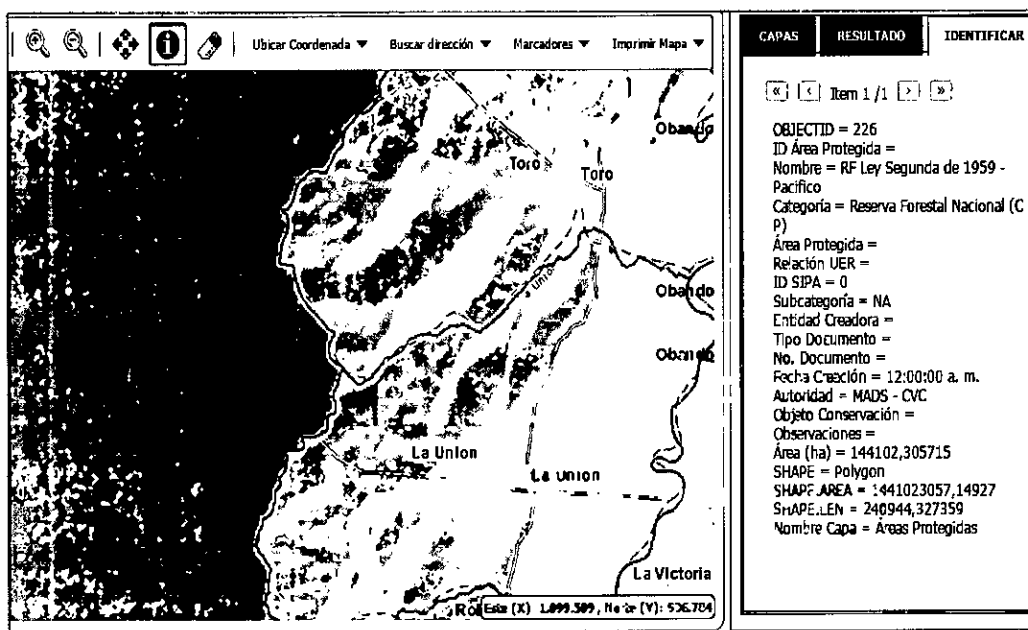 Ubicar Coordenada ▼ Buscar dirección ▼ Marcadores ▼ Imprimir Mapa ▼
CAPAS RESULTADO IDENTIFICAR
Obando
Toro
Toro
Obando
Obando
La Union
La Union
La Victoria
Este (X)
Item 1 /1
OBJECTID = 226
ID Área Protegida =
Nombre = RF Ley Segunda de 1959 -
Pacifico
Categoría = Reserva Forestal Nacional (C
P)
Área Protegida =
Relación UER =
ID SIPA = 0
Subcategoría = NA
Entidad Creadora =
Tipo Documento =
No. Documento =
Fecha Creación = 12:00:00 a. m.
Autoridad = MADS - CVC
Objeto Conservación =
Observaciones =
Área (ha) = 144102,305715
SHAPE = Polygon
SHAPE.AREA = 1441023057,14927
SHAPE.LEN = 240944,327359
Nombre Capa = Áreas Protegidas